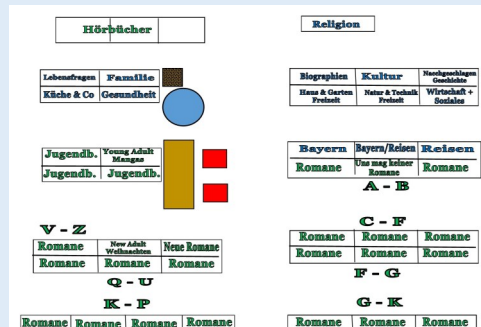 Hörbücher
Religion
Lebensfragen Familie
Küche & Co Gesundheit
Biographien Kultur Nachgeschlagen Geschichte
Haus & Garten Freizeit Natur & Technik Freizeit Wirtschaft + Soziales
Jugendb. Young Adult Mangas
Jugendb. Jugendb.
Bayern Bayern/Reisen Reisen
Romane Uns mag keiner Romane Romane
A - B
V - Z
Romane New Adult Weihnachten Neue Romane
Romane Romane Romane
Q - U
C - F
Romane Romane Romane
Romane Romane Romane
F - G
K - P
Romane Romane Romane Romane
G - K
Romane Romane Romane